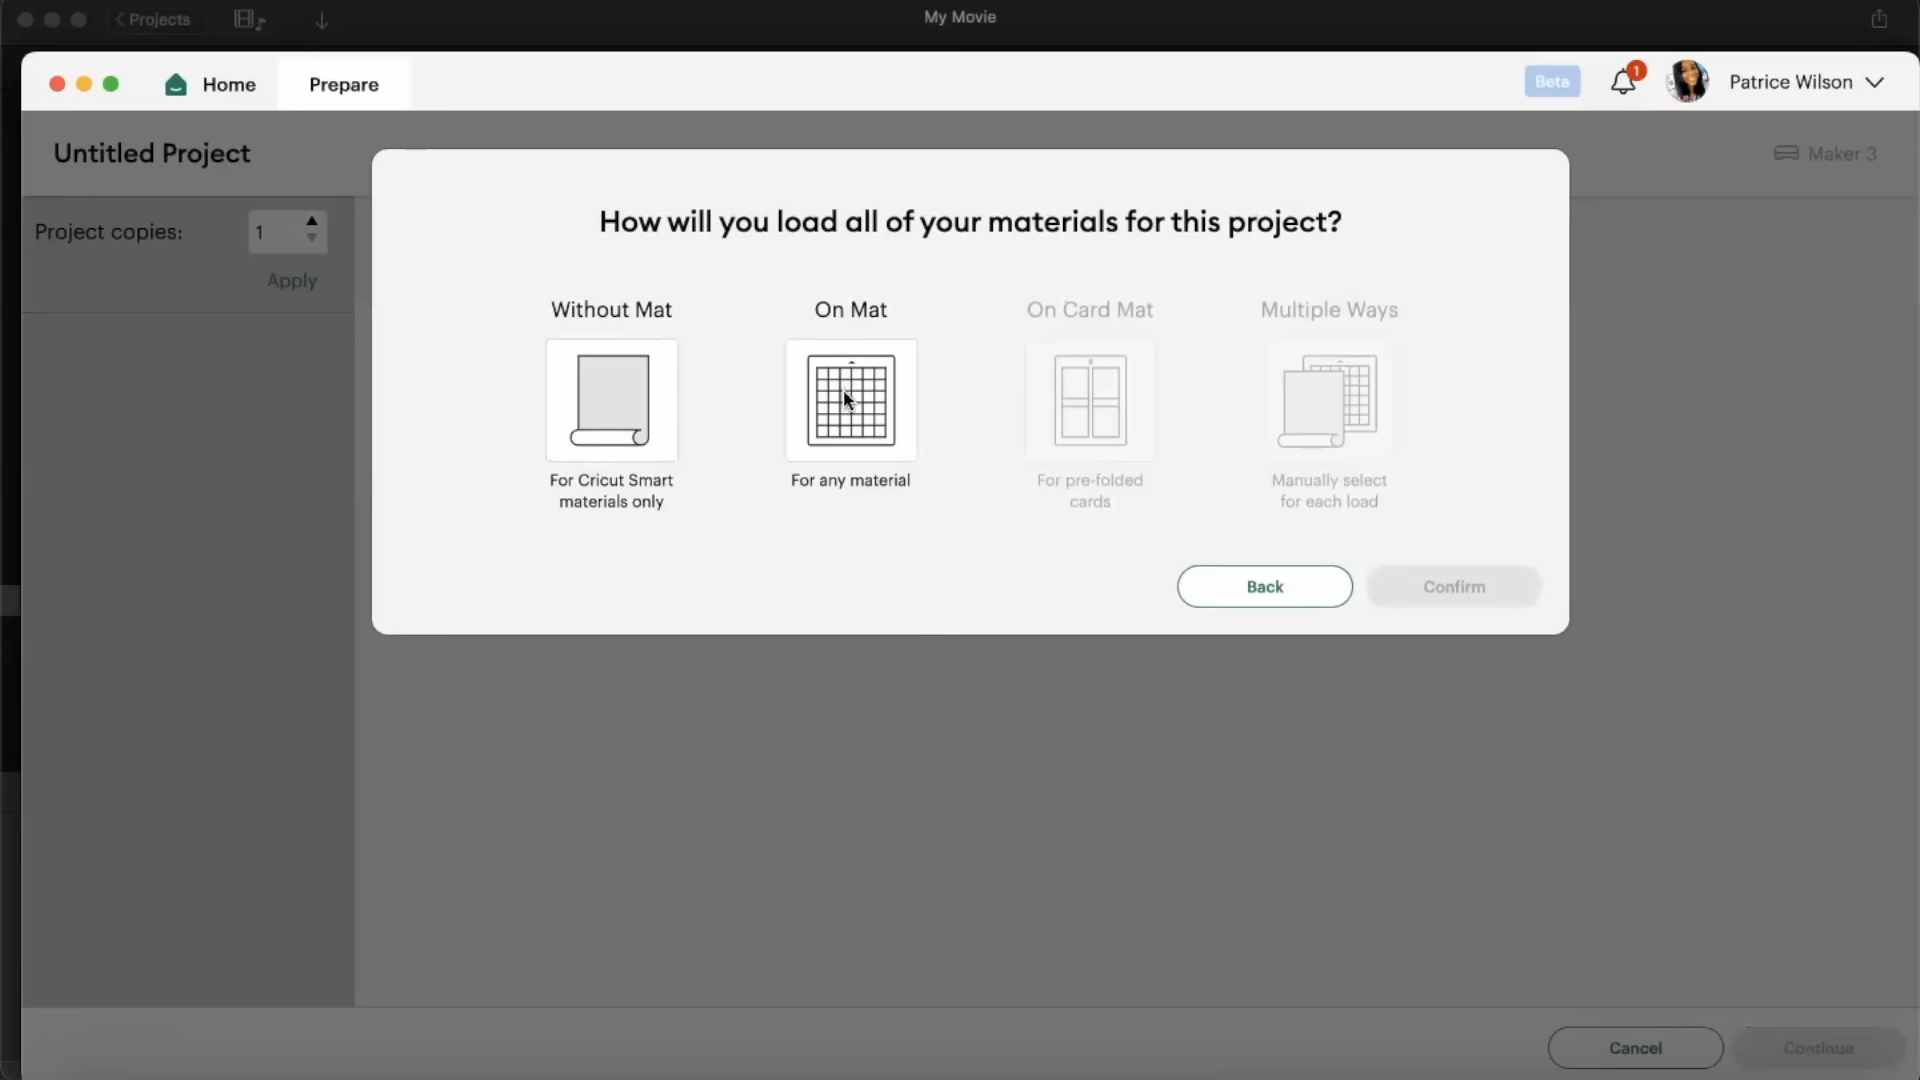 Projects
My Movie
Home
Prepare
Beta
1
Patrice Wilson
Untitled Project
Maker 3
Project copies:
1
Apply
How will you load all of your materials for this project?
Without Mat
On Mat
On Card Mat
Multiple Ways
For Cricut Smart
materials only
For any material
For pre-folded
cards
Manually select
for each load
Back
Confirm
Cancel
Continue